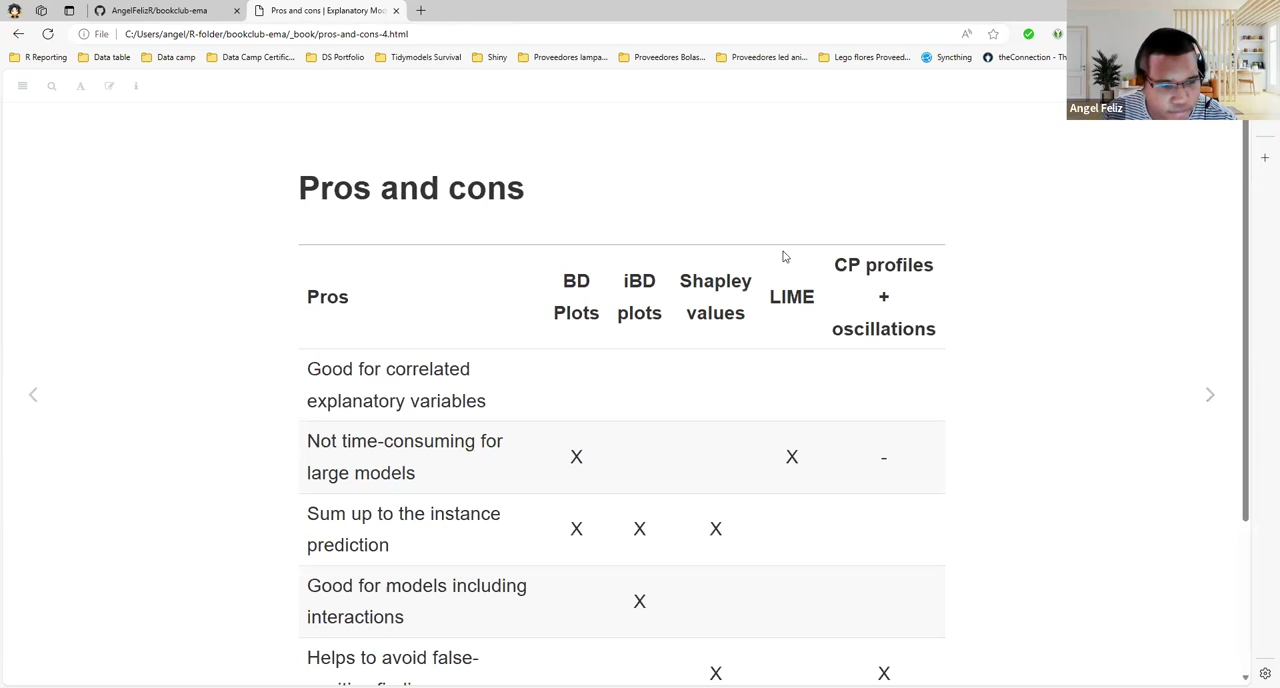 AngelFelizR/bookclub-ema
Pros and cons | Explanatory Mod
File
C:/Users/angel/R-folder/bookclub-ema/_book/pros-and-cons-4.html
R Reporting
Data table
Data camp
Data Camp Certific...
DS Portfolio
Tidymodels Survival
Shiny
Proveedores lampa...
Proveedores Bolas...
Proveedores led ani...
Lego flores Proveed...
Syncthing
theConnection - Th
Angel Feliz
Pros and cons
Pros
BD
Plots
iBD
plots
Shapley
values
LIME
CP profiles
+
oscillations
Good for correlated
explanatory variables
Not time-consuming for
large models
X
X
-
Sum up to the instance
prediction
X
X
X
Good for models including
interactions
X
Helps to avoid false-
X
X